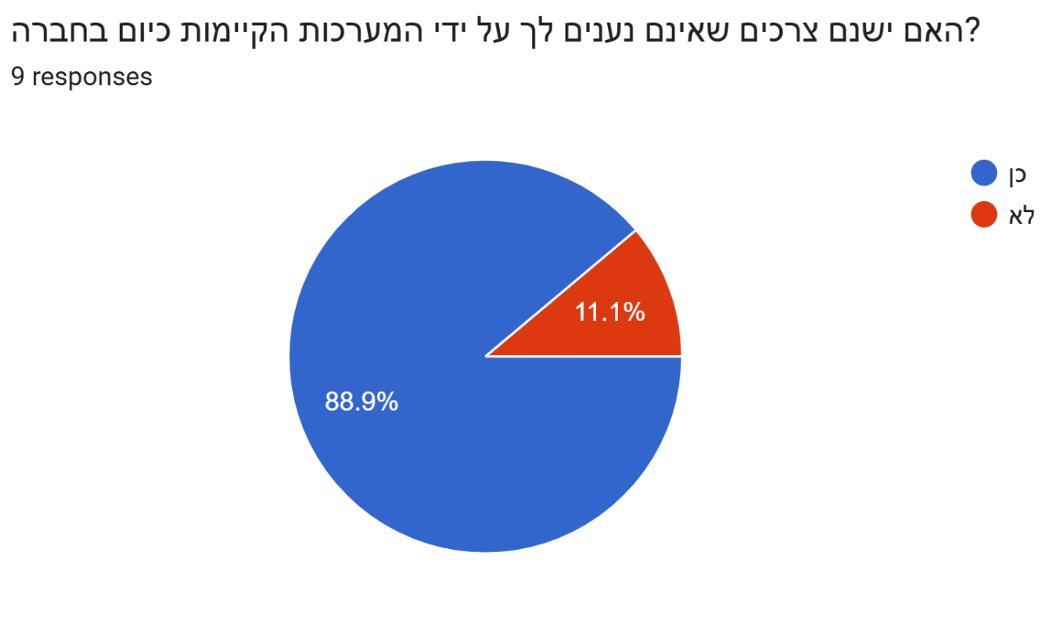 האם ישנם צרכים שאינם נענים לך על ידי המערכות הקיימות כיום בחברה?
9 responses
כן
לא
11.1%
88.9%